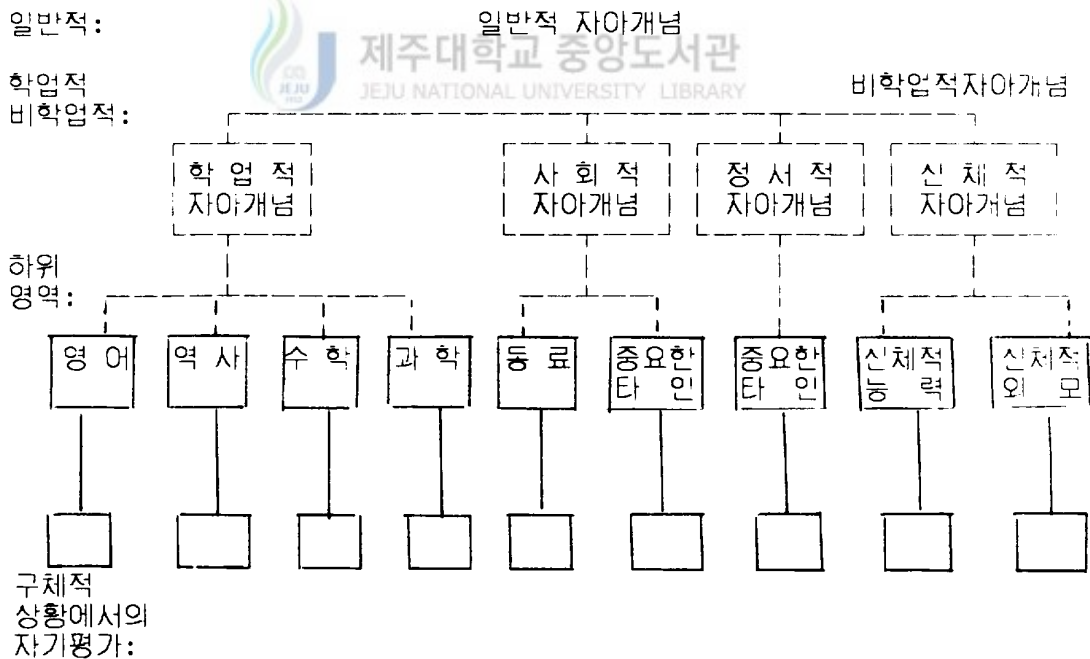 일반적: 일반적 자아개념
제주대학교 중앙도서관
JEJU NATIONAL UNIVERSITY LIBRARY
JEJU
1952
학업적 비학업적자아개념
비학업적:
학 업 적 사 회 적 정 서 적 신 체 적
자아개념 자아개념 자아개념 자아개념
하위
영역:
영 어 역 사 수 학 과 학 동 료 중요한 중요한 신체적 신체적
타 인 타 인 능 력 외 모
구체적
상황에서의
자기평가: